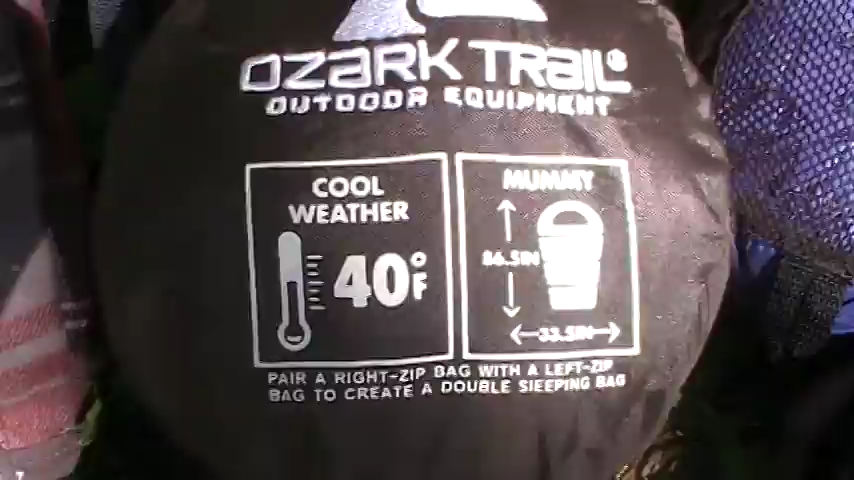 OZARK TRAIL®
OUTDOOR EQUIPMENT
COOL
WEATHER
40°F
MUMMY
86.5IN
33.5IN
PAIR A RIGHT-ZIP BAG WITH A LEFT-ZIP
BAG TO CREATE A DOUBLE SLEEPING BAG